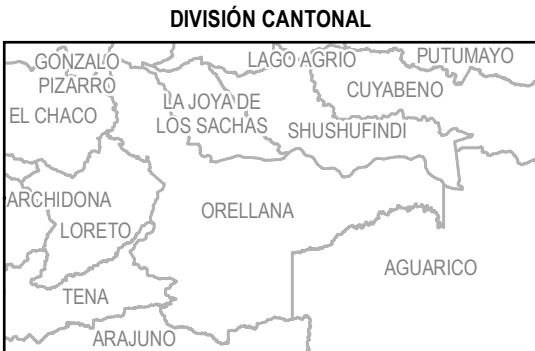 DIVISIÓN CANTONAL
GONZALO
PIZARRO
LAGO AGRIO
PUTUMAYO
CUYABENO
EL CHACO
LA JOYA DE
LOS SACHAS
SHUSHUFINDI
ARCHIDONA
ORELLANA
LORETO
AGUARICO
TENA
ARAJUNO